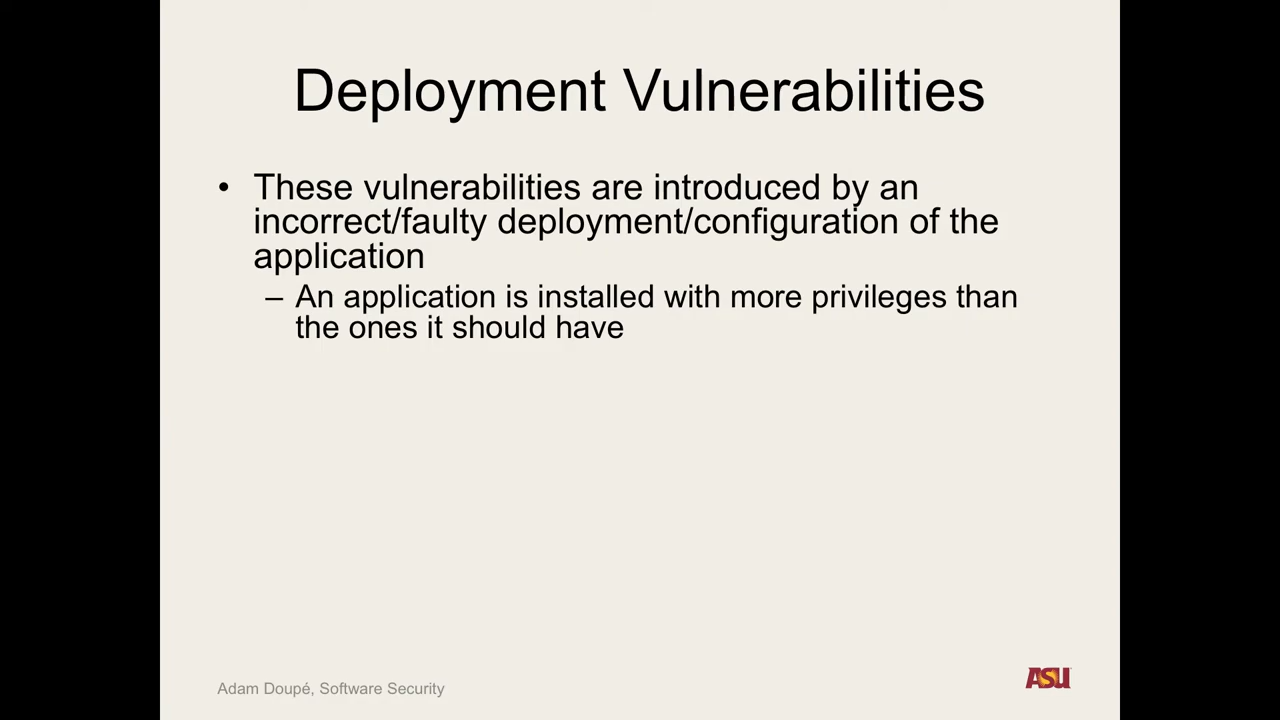 Deployment Vulnerabilities
• These vulnerabilities are introduced by an
incorrect/faulty deployment/configuration of the
application
– An application is installed with more privileges than
the ones it should have
Adam Doupé, Software Security
ASU